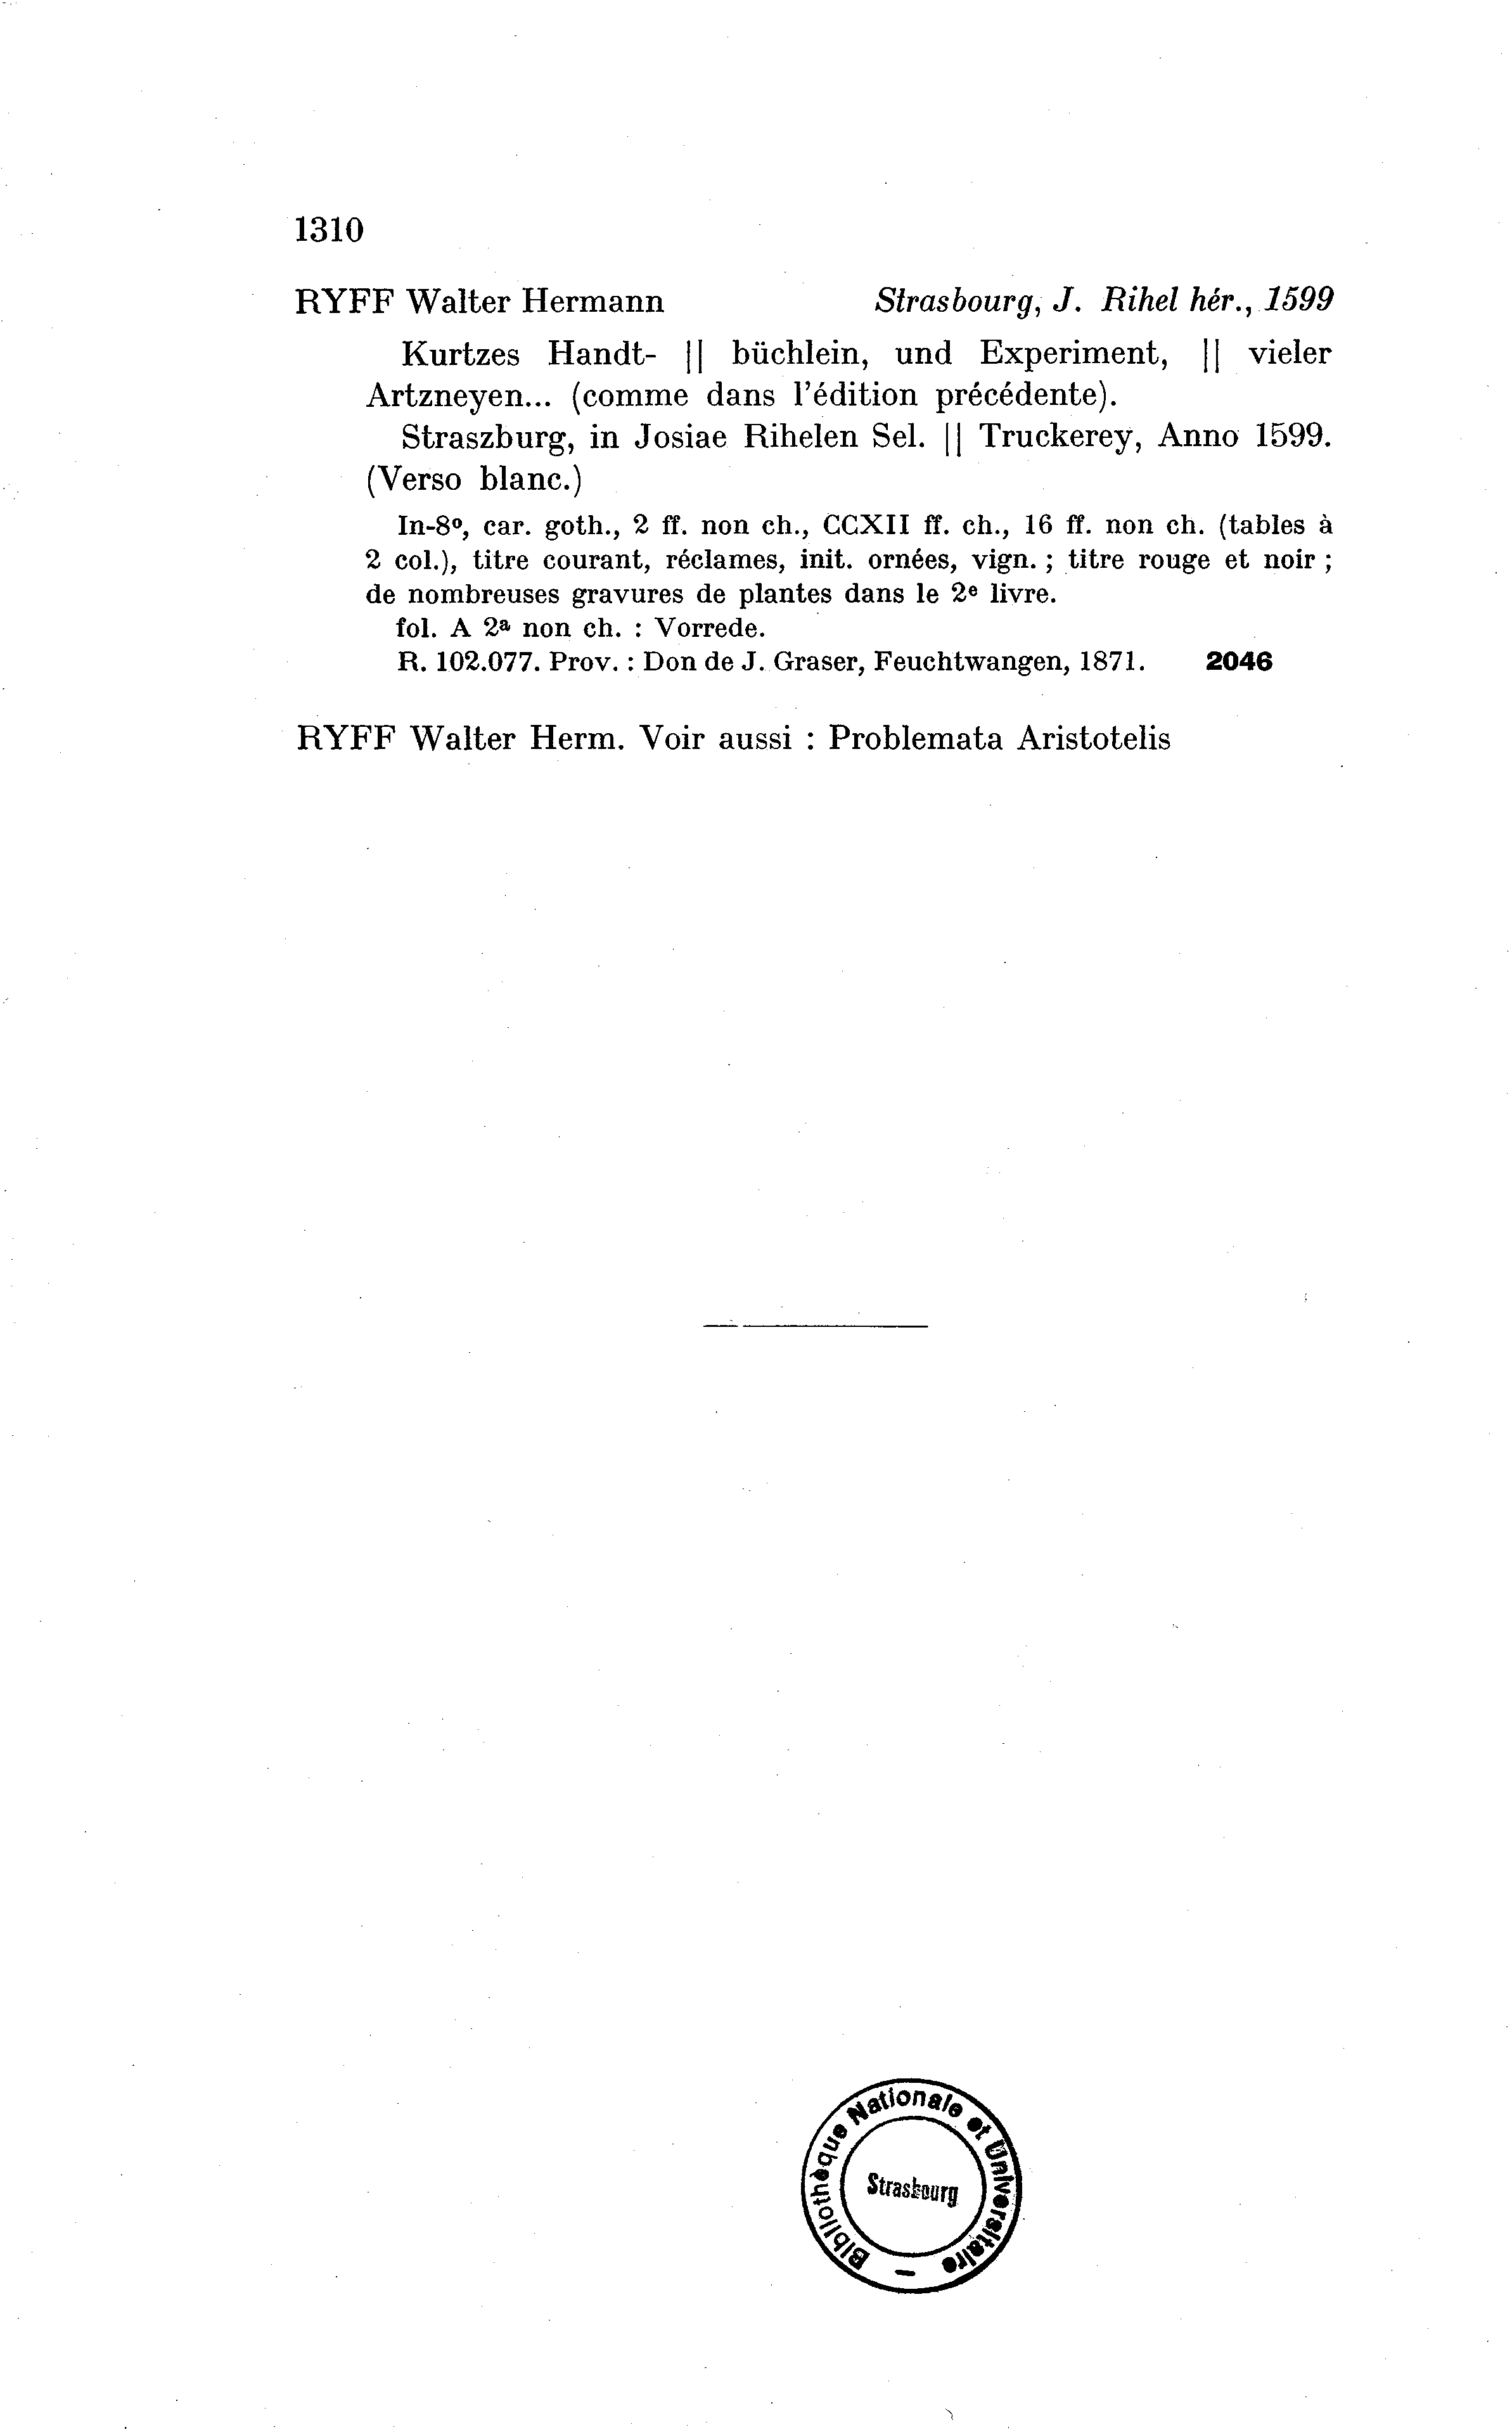 1310
RYFF Walter Hermann Strasbourg, J. Rihel hér., 1599
Kurtzes Handt- || büchlein, und Experiment, || vieler
Artzneyen... (comme dans l'édition précédente).
Straszburg, in Josiae Rihelen Sel. || Truckerey, Anno 1599.
(Verso blanc.)
In-8º, car. goth., 2 ff. non ch., CCXII ff. ch., 16 ff. non ch. (tables à
2 col.), titre courant, réclames, init. ornées, vign. ; titre rouge et noir ;
de nombreuses gravures de plantes dans le 2e livre.
fol. A 2ª non ch. : Vorrede.
R. 102.077. Prov. : Don de J. Graser, Feuchtwangen, 1871. 2046
RYFF Walter Herm. Voir aussi : Problemata Aristotelis
Bibliothèque Nationale et Universitaire –
Strasbourg